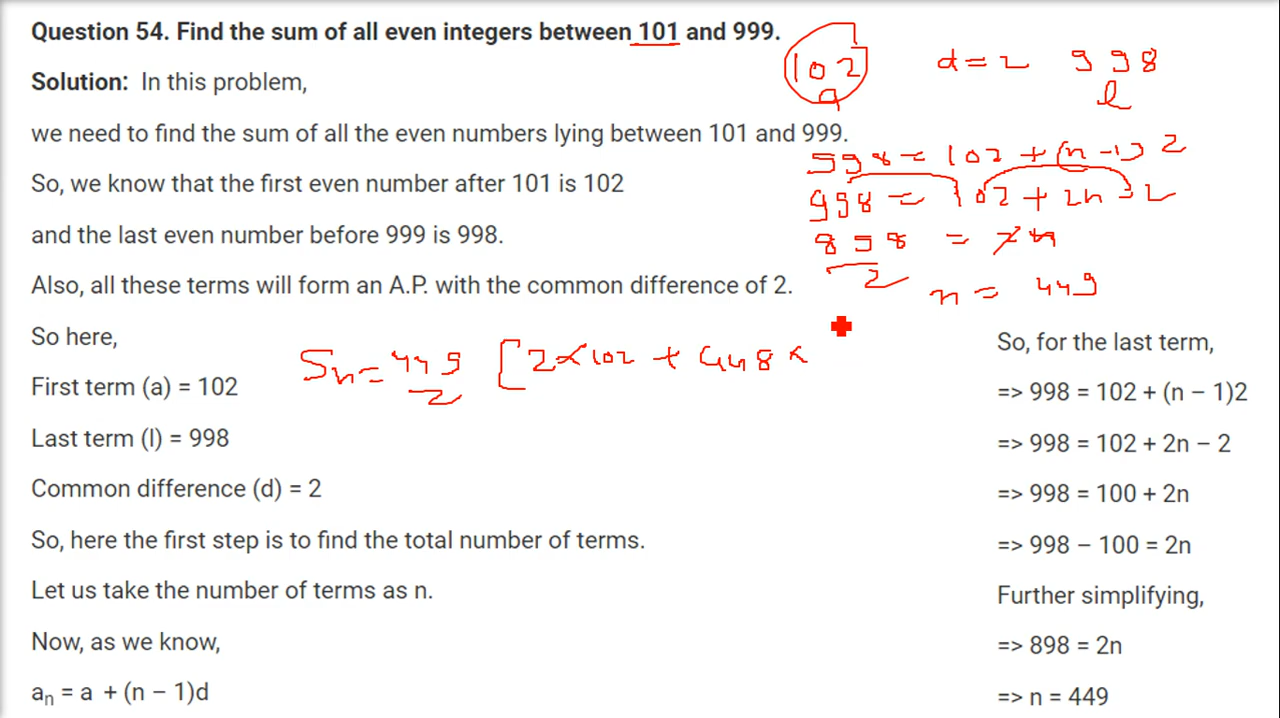 Question 54. Find the sum of all even integers between 101 and 999.
102 d=2 998
a l
Solution: In this problem,
we need to find the sum of all the even numbers lying between 101 and 999.
998 = 102 + (n-1) 2
So, we know that the first even number after 101 is 102
998 = 102 + 2n - 2
and the last even number before 999 is 998.
898 = 2n
2
Also, all these terms will form an A.P. with the common difference of 2.
n = 449
So here,
Sn = 449 [2×102 + 448×
2
First term (a) = 102
Last term (l) = 998
Common difference (d) = 2
So, here the first step is to find the total number of terms.
Let us take the number of terms as n.
Now, as we know,
an = a + (n − 1)d
So, for the last term,
=> 998 = 102 + (n − 1)2
=> 998 = 102 + 2n − 2
=> 998 = 100 + 2n
=> 998 − 100 = 2n
Further simplifying,
=> 898 = 2n
=> n = 449